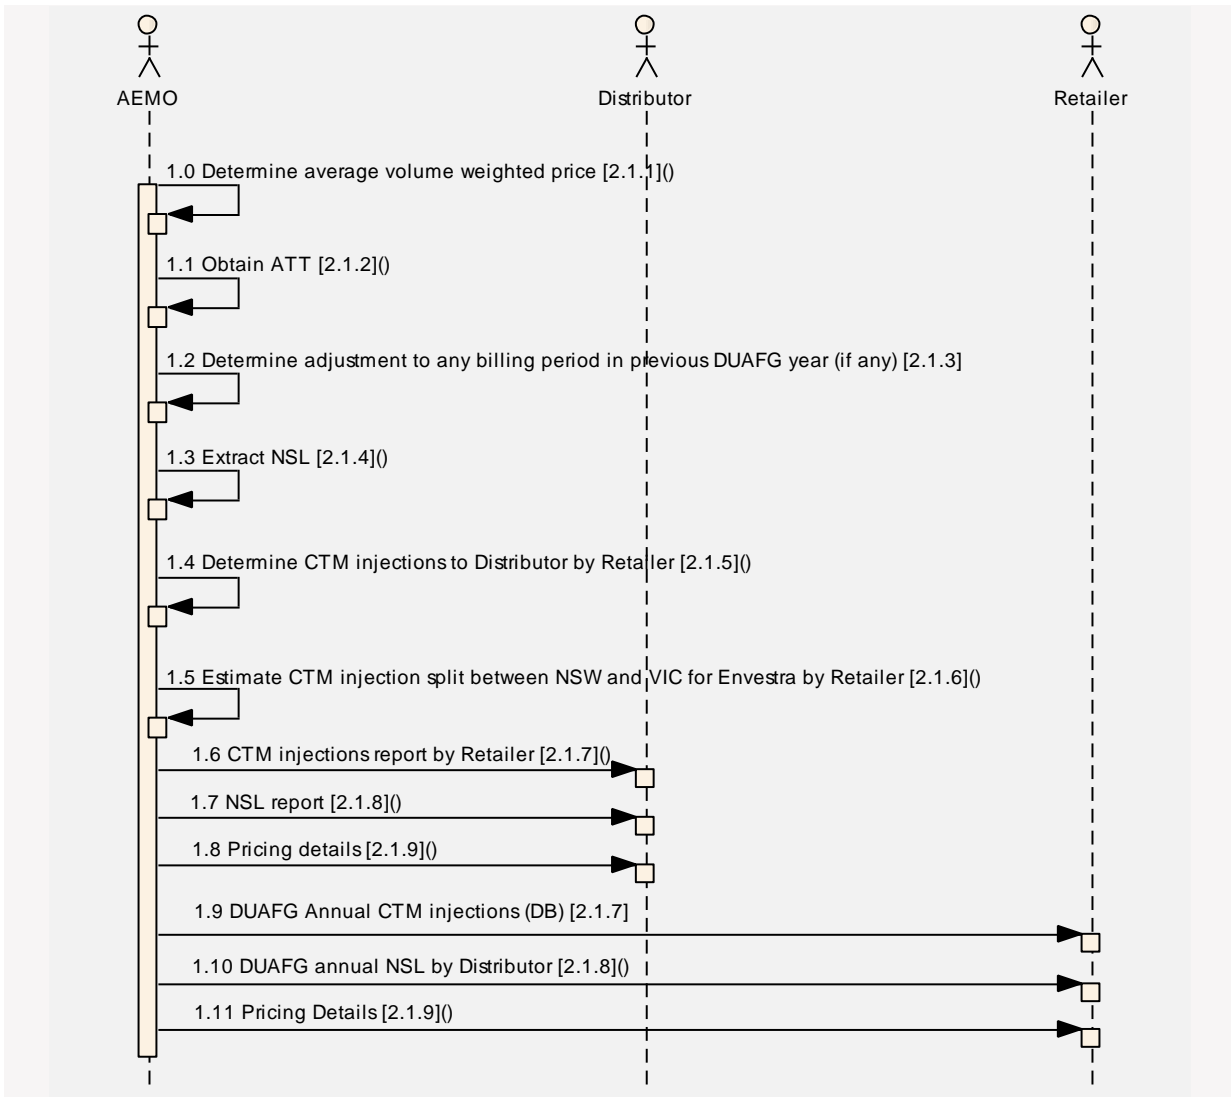 AEMO
Distributor
Retailer
1.0 Determine average volume weighted price [2.1.1]()
1.1 Obtain ATT [2.1.2]()
1.2 Determine adjustment to any billing period in previous DUAFG year (if any) [2.1.3]
1.3 Extract NSL [2.1.4]()
1.4 Determine CTM injections to Distributor by Retailer [2.1.5]()
1.5 Estimate CTM injection split between NSW and VIC for Envestra by Retailer [2.1.6]()
1.6 CTM injections report by Retailer [2.1.7]()
1.7 NSL report [2.1.8]()
1.8 Pricing details [2.1.9]()
1.9 DUAFG Annual CTM injections (DB) [2.1.7]
1.10 DUAFG annual NSL by Distributor [2.1.8]()
1.11 Pricing Details [2.1.9]()